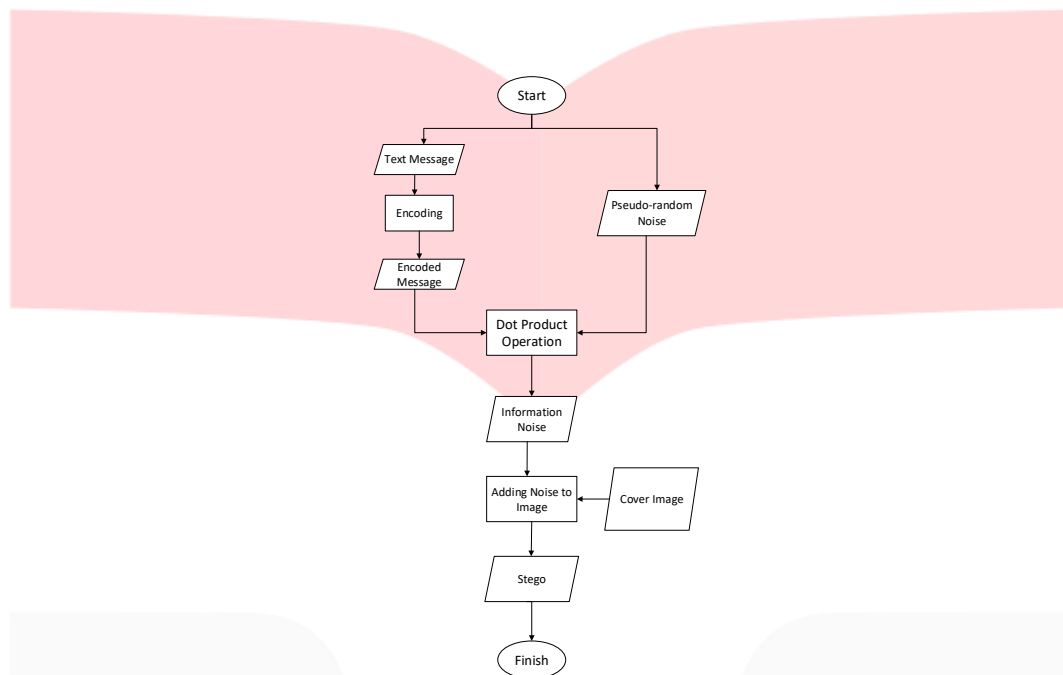 Start
Text Message
Pseudo-random
Noise
Encoding
Encoded
Message
Dot Product
Operation
Information
Noise
Adding Noise to
Image
Cover Image
Stego
Finish